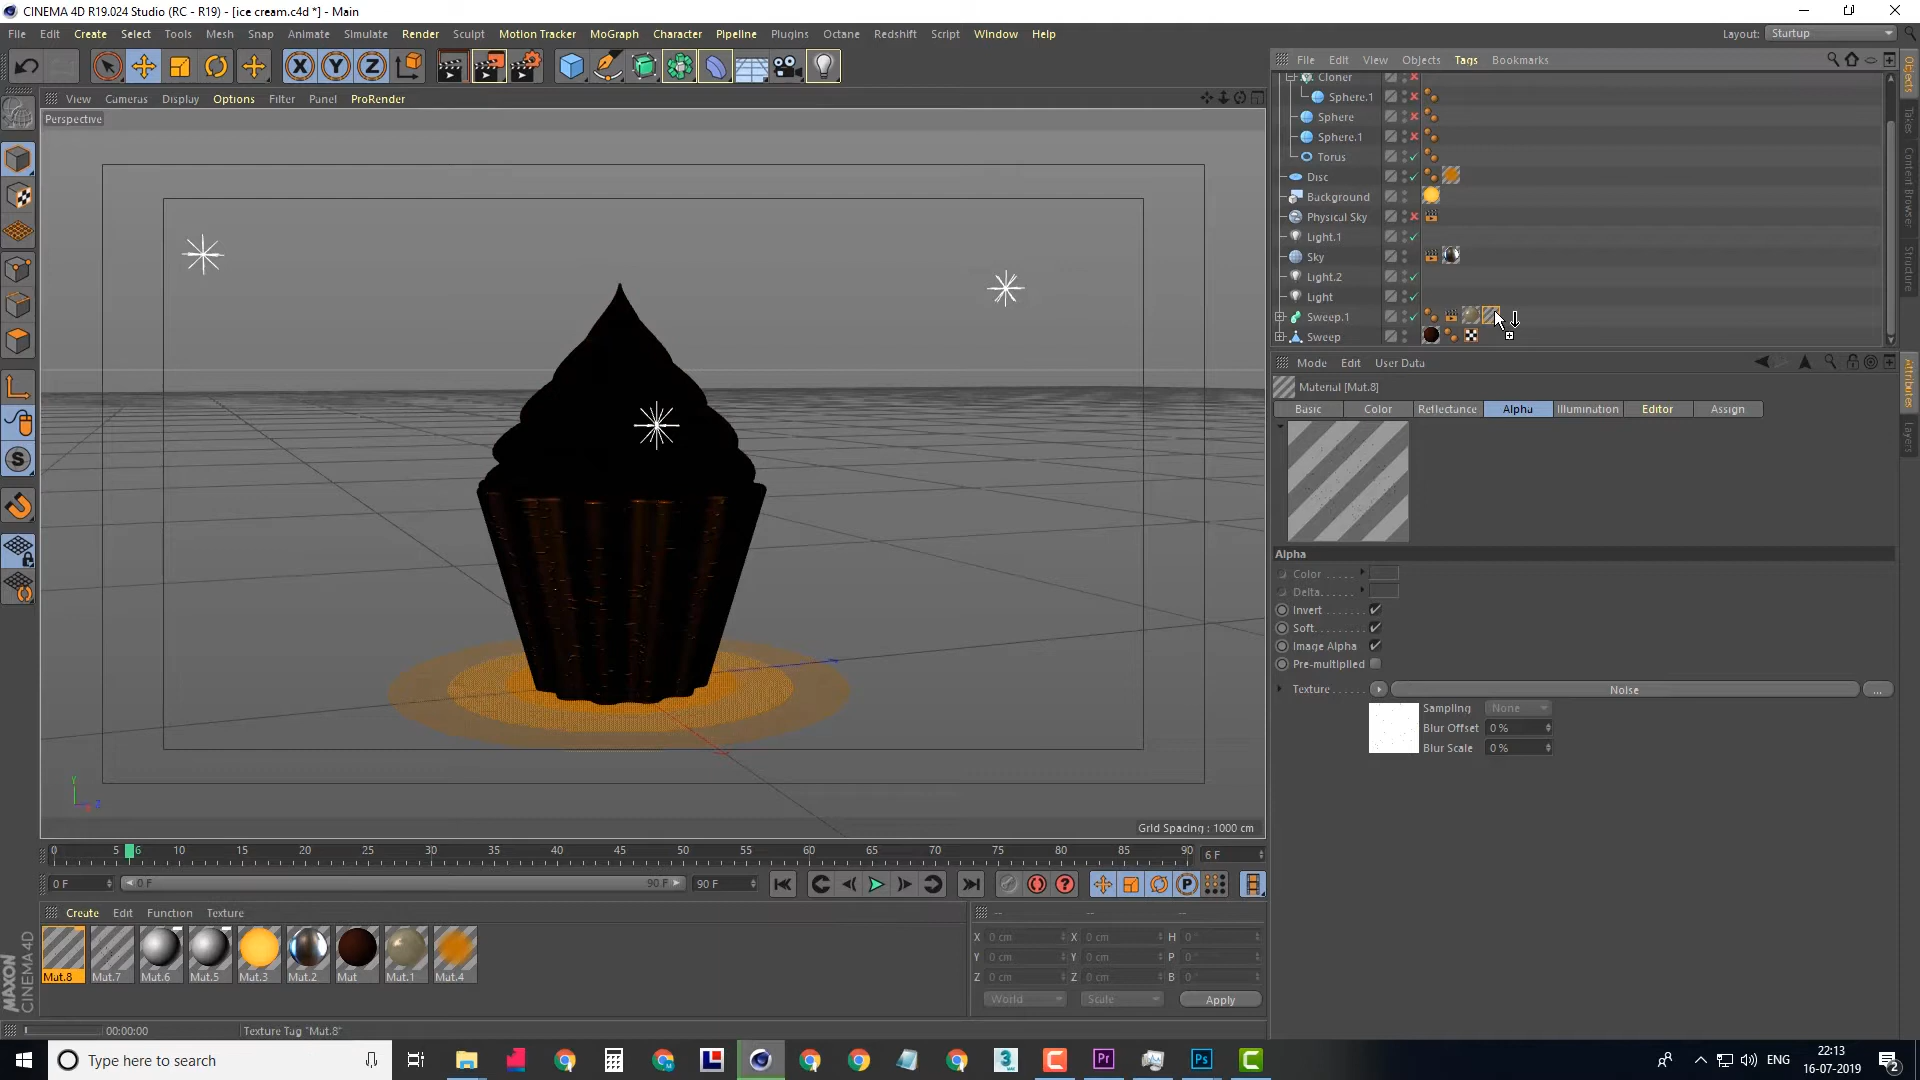 CINEMA 4D R19.024 Studio (RC - R19) - [ice cream.c4d *] - Main
File Edit Create Select Tools Mesh Snap Animate Simulate Render Sculpt Motion Tracker MoGraph Character Pipeline Plugins Octane Redshift Script Window Help
Layout: Startup
File Edit View Objects Tags Bookmarks
View Cameras Display Options Filter Panel ProRender
Perspective
Cloner
Sphere.1
Sphere
Sphere.1
Torus
Disc
Background
Physical Sky
Light.1
Sky
Light.2
Light
Sweep.1
Sweep
Objects
Takes
Content Browser
Structure
Mode Edit User Data
Material [Mat.8]
Basic Color Reflectance Alpha Illumination Editor Assign
Attributes
Layers
Alpha
Color
Delta
Invert
Soft
Image Alpha
Pre-multiplied
Texture Noise ...
Sampling None
Blur Offset 0 %
Blur Scale 0 %
Y
Z
Grid Spacing : 1000 cm
0 5 6 10 15 20 25 30 35 40 45 50 55 60 65 70 75 80 85 90 6 F
0 F 0 F 90 F 90 F
Create Edit Function Texture
-- -- --
Mat.8 Mat.7 Mat.6 Mat.5 Mat.3 Mat.2 Mat Mat.1 Mat.4
X 0 cm X 0 cm H 0 °
Y 0 cm Y 0 cm P 0 °
Z 0 cm Z 0 cm B 0 °
World Scale Apply
MAXON
CINEMA 4D
00:00:00 Texture Tag "Mat.8"
Type here to search
ENG
22:13
16-07-2019
2